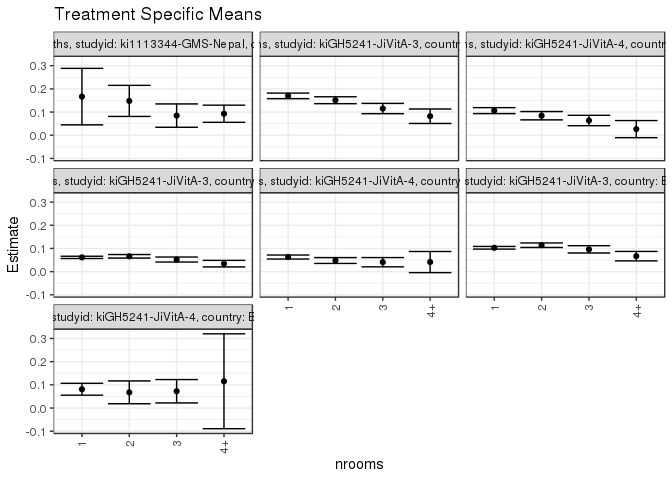 Treatment Specific Means
ths, studyid: ki1113344-GMS-Nepal,
hs, studyid: kiGH5241-JiVitA-3, countr
hs, studyid: kiGH5241-JiVitA-4, countr
0.3
0.2
0.1
0.0
-0.1
s, studyid: kiGH5241-JiVitA-3, country
s, studyid: kiGH5241-JiVitA-4, country
studyid: kiGH5241-JiVitA-3, country: B
0.3
0.2
0.1
0.0
-0.1
1
2
3
4+
1
2
3
4+
studyid: kiGH5241-JiVitA-4, country: B
0.3
0.2
0.1
0.0
-0.1
1
2
3
4+
Estimate
nrooms